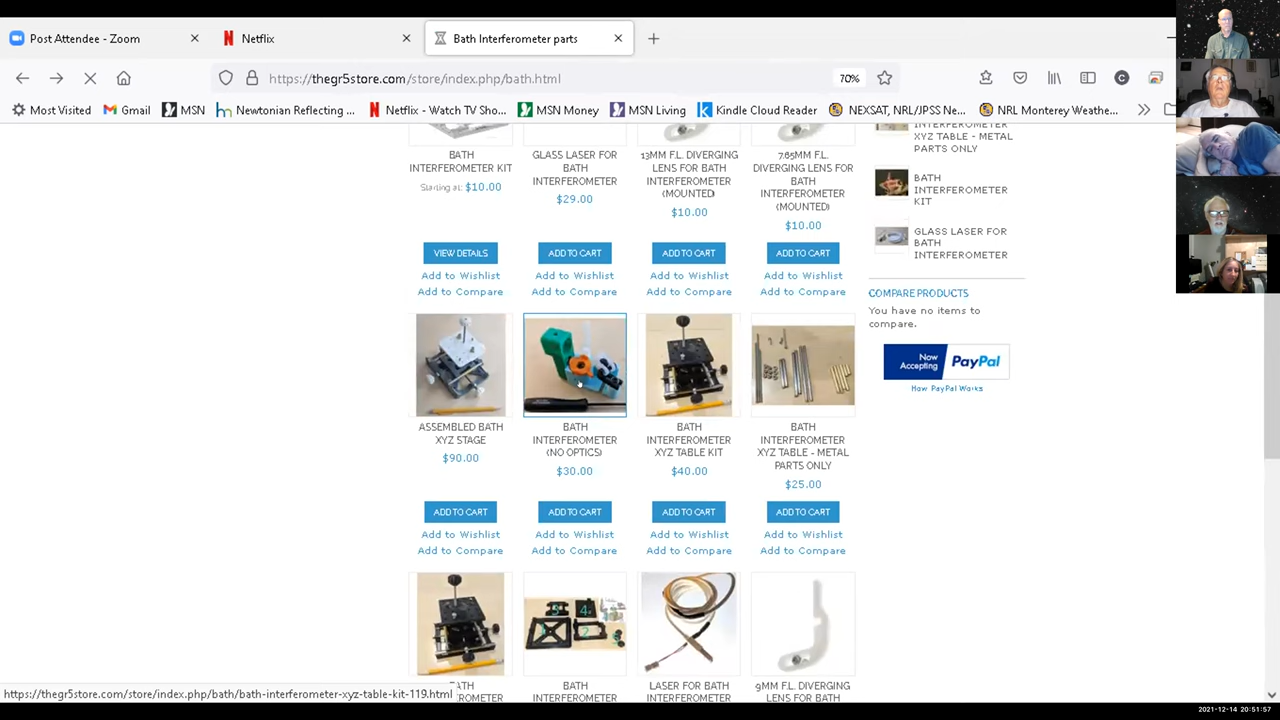 Post Attendee - Zoom
Netflix
Bath Interferometer parts
https://thegr5store.com/store/index.php/bath.html
70%
Most Visited
Gmail
MSN
Newtonian Reflecting ...
Netflix - Watch TV Sho...
MSN Money
MSN Living
Kindle Cloud Reader
NEXSAT, NRL/JPSS Ne...
NRL Monterey Weathe...
BATH
INTERFEROMETER KIT
Starting at: $10.00
VIEW DETAILS
Add to Wishlist
Add to Compare
GLASS LASER FOR
BATH
INTERFEROMETER
$29.00
ADD TO CART
Add to Wishlist
Add to Compare
13MM F.L. DIVERGING
LENS FOR BATH
INTERFEROMETER
(MOUNTED)
$10.00
ADD TO CART
Add to Wishlist
Add to Compare
7.65MM F.L.
DIVERGING LENS FOR
BATH
INTERFEROMETER
(MOUNTED)
$10.00
ADD TO CART
Add to Wishlist
Add to Compare
ASSEMBLED BATH
XYZ STAGE
$90.00
ADD TO CART
Add to Wishlist
Add to Compare
BATH
INTERFEROMETER
(NO OPTICS)
$30.00
ADD TO CART
Add to Wishlist
Add to Compare
BATH
INTERFEROMETER
XYZ TABLE KIT
$40.00
ADD TO CART
Add to Wishlist
Add to Compare
BATH
INTERFEROMETER
XYZ TABLE - METAL
PARTS ONLY
$25.00
ADD TO CART
Add to Wishlist
Add to Compare
BATH
INTERFEROMETER
3 4
2
BATH
INTERFEROMETER
LASER FOR BATH
INTERFEROMETER
9MM F.L. DIVERGING
LENS FOR BATH
INTERFEROMETER
XYZ TABLE - METAL
PARTS ONLY
BATH
INTERFEROMETER
KIT
GLASS LASER FOR
BATH
INTERFEROMETER
COMPARE PRODUCTS
You have no items to
compare.
Now
Accepting
PayPal
How PayPal Works
https://thegr5store.com/store/index.php/bath/bath-interferometer-xyz-table-kit-119.html
2021-12-14 20:51:57